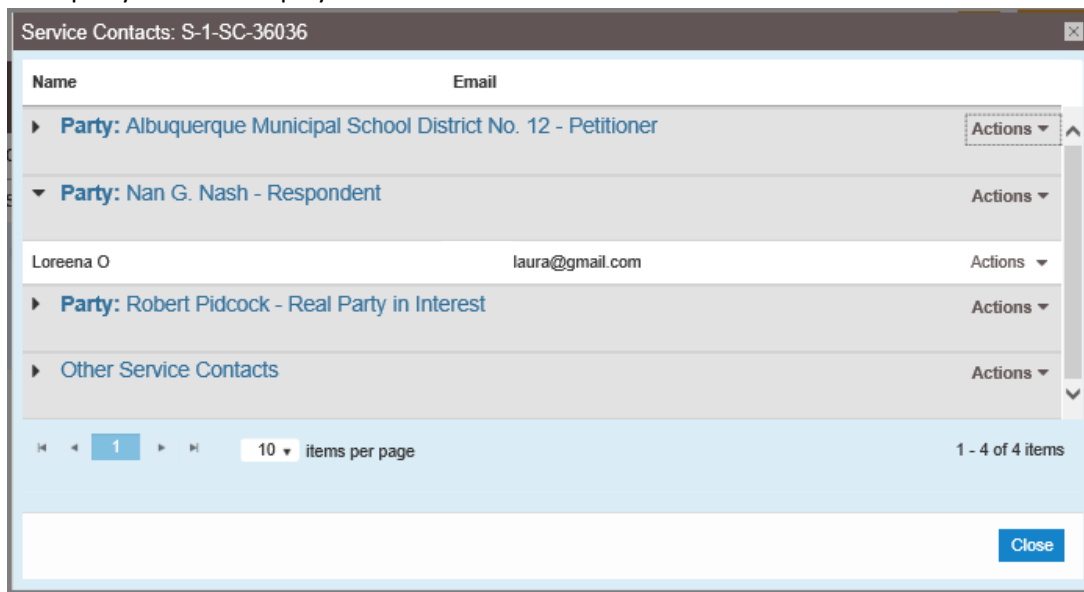 Service Contacts: S-1-SC-36036
Name Email
Party: Albuquerque Municipal School District No. 12 - Petitioner Actions
Party: Nan G. Nash - Respondent Actions
Loreena O laura@gmail.com Actions
Party: Robert Pidcock - Real Party in Interest Actions
Other Service Contacts Actions
1 10 items per page 1 - 4 of 4 items
Close